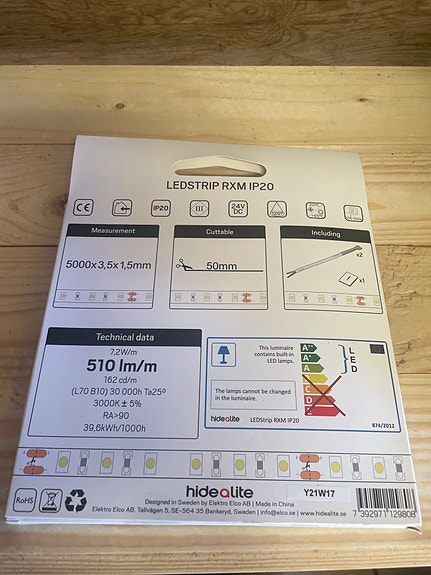 LEDSTRIP RXM IP20
CE
IP20
III
24V
DC
120°
Measurement
5000x3,5x1,5mm
Cuttable
50mm
Including
x2
x1
Technical data
7,2W/m
510 lm/m
162 cd/m
(L70 B10) 30 000h Ta25º
3000K ± 5%
RA>90
39,6kWh/1000h
This luminaire
contains built-in
LED lamps.
The lamps cannot be changed
in the luminaire.
A++
A+
A
B
C
D
E
L
E
D
hidealite
LEDStrip RXM IP20
874/2012
RoHS
hidealite
Designed in Sweden by Elektro Elco AB | Made in China
Elektro Elco AB, Tallvägen 5, SE-564 35 Bankeryd, Sweden | info@elco.se | www.hidealite.se
Y21W17
7 392971 129808